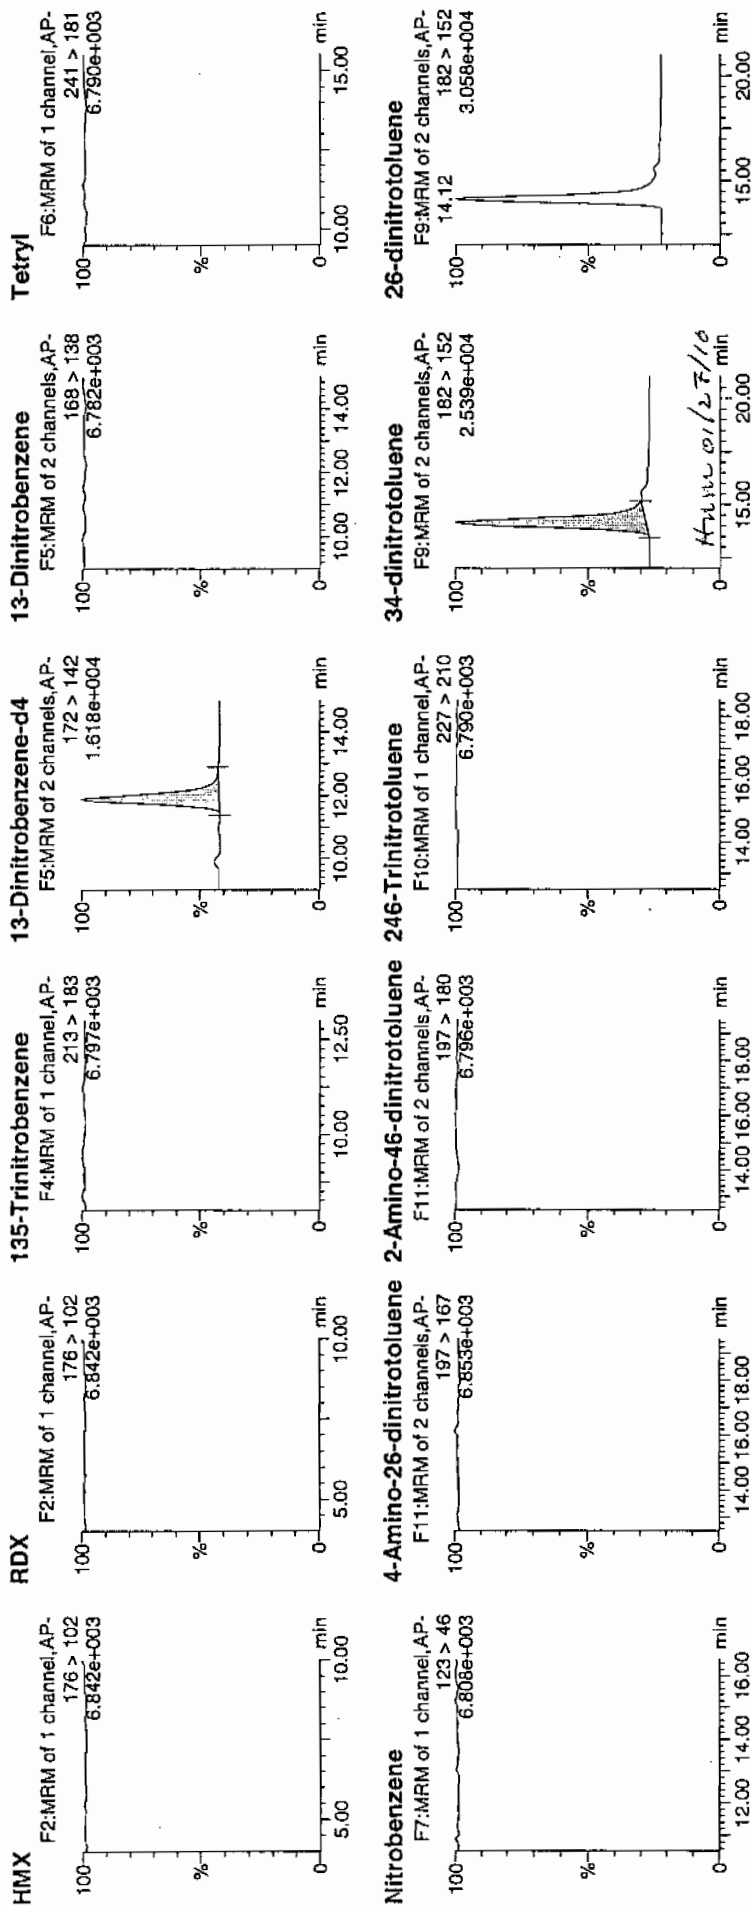 HMX
F2:MRM of 1 channel,AP-
176 > 102
6.842e+003
100
%
0
5.00
10.00
min
RDX
F2:MRM of 1 channel,AP-
176 > 102
6.842e+003
100
%
0
5.00
10.00
min
135-Trinitrobenzene
F4:MRM of 1 channel,AP-
213 > 183
6.797e+003
100
%
0
10.00
12.50
min
13-Dinitrobenzene-d4
F5:MRM of 2 channels,AP-
172 > 142
1.618e+004
100
%
0
10.00
12.00
14.00
min
13-Dinitrobenzene
F5:MRM of 2 channels,AP-
168 > 138
6.782e+003
100
%
0
10.00
12.00
14.00
min
Tetryl
F6:MRM of 1 channel,AP-
241 > 181
6.790e+003
100
%
0
10.00
15.00
min
Nitrobenzene
F7:MRM of 1 channel,AP-
123 > 46
6.808e+003
100
%
0
12.00
14.00
16.00
min
4-Amino-26-dinitrotoluene
F11:MRM of 2 channels,AP-
197 > 167
6.853e+003
100
%
0
14.00
16.00
18.00
min
2-Amino-46-dinitrotoluene
F11:MRM of 2 channels,AP-
197 > 180
6.796e+003
100
%
0
14.00
16.00
18.00
min
246-Trinitrotoluene
F10:MRM of 1 channel,AP-
227 > 210
6.790e+003
100
%
0
14.00
16.00
18.00
min
34-dinitrotoluene
F9:MRM of 2 channels,AP-
182 > 152
2.539e+004
100
%
0
01/27/10
15.00
20.00
min
26-dinitrotoluene
F9:MRM of 2 channels,AP-
182 > 152
3.058e+004
14.12
100
%
0
15.00
20.00
min